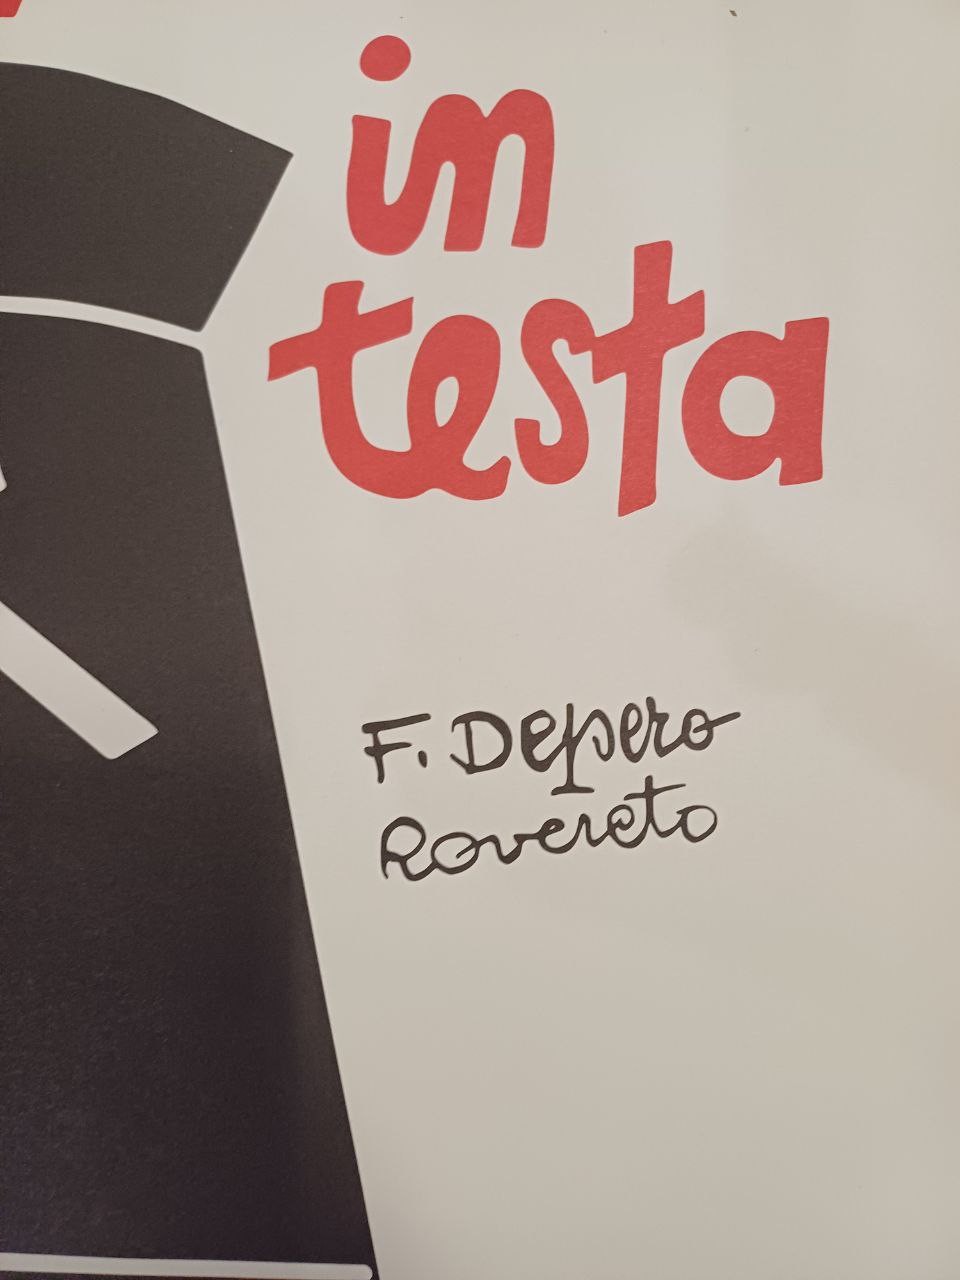 in
testa
F. Depero
Rovereto